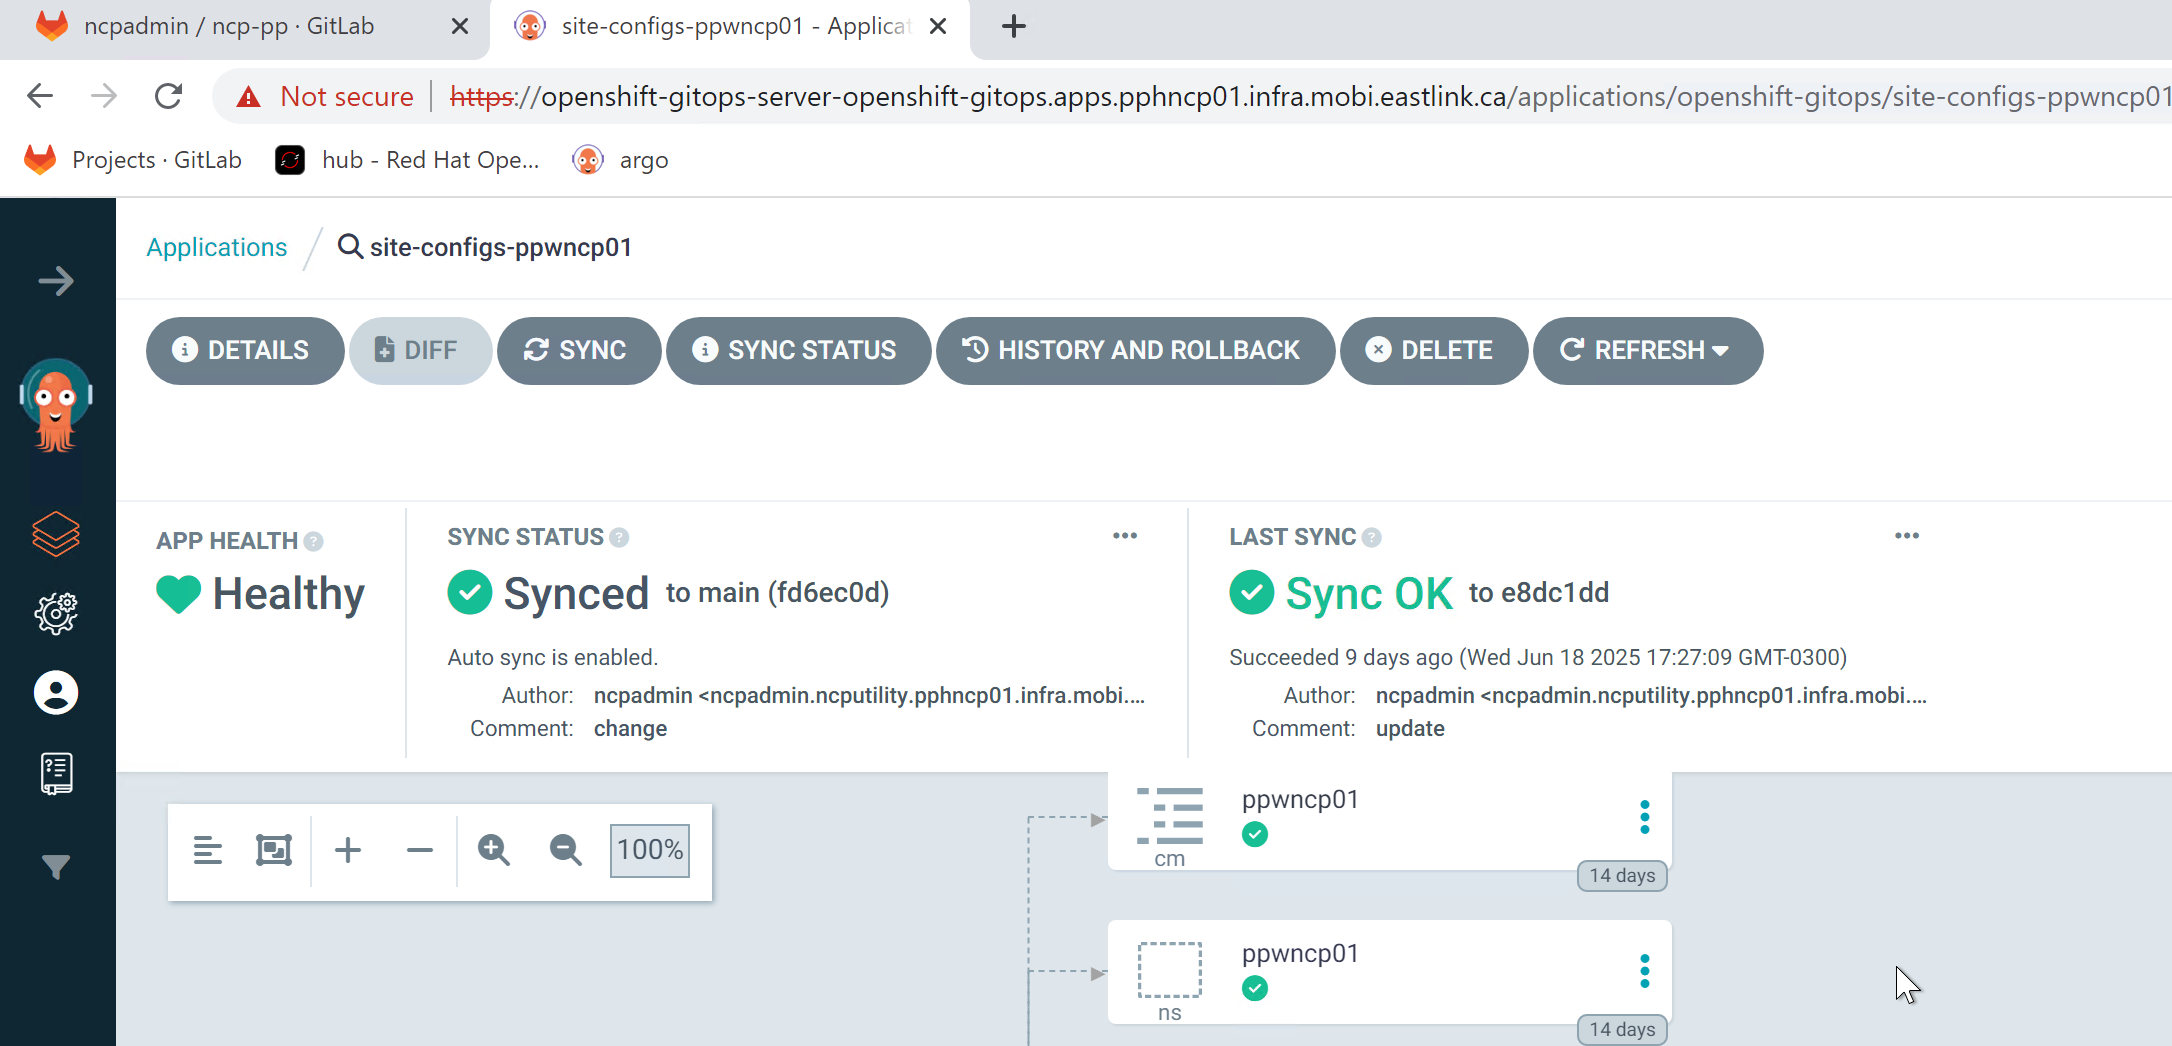 ncpadmin / ncp-pp · GitLab
site-configs-ppwncp01 - Applicat
Not secure
https://openshift-gitops-server-openshift-gitops.apps.pphncp01.infra.mobi.eastlink.ca/applications/openshift-gitops/site-configs-ppwncp01
Projects · GitLab
hub - Red Hat Ope...
argo
Applications / site-configs-ppwncp01
DETAILS
DIFF
SYNC
SYNC STATUS
HISTORY AND ROLLBACK
DELETE
REFRESH
APP HEALTH ?
Healthy
SYNC STATUS ?
Synced to main (fd6ec0d)
Auto sync is enabled.
Author: ncpadmin <ncpadmin.ncputility.pphncp01.infra.mobi....
Comment: change
LAST SYNC ?
Sync OK to e8dc1dd
Succeeded 9 days ago (Wed Jun 18 2025 17:27:09 GMT-0300)
Author: ncpadmin <ncpadmin.ncputility.pphncp01.infra.mobi....
Comment: update
100%
ppwncp01
cm
14 days
ppwncp01
ns
14 days